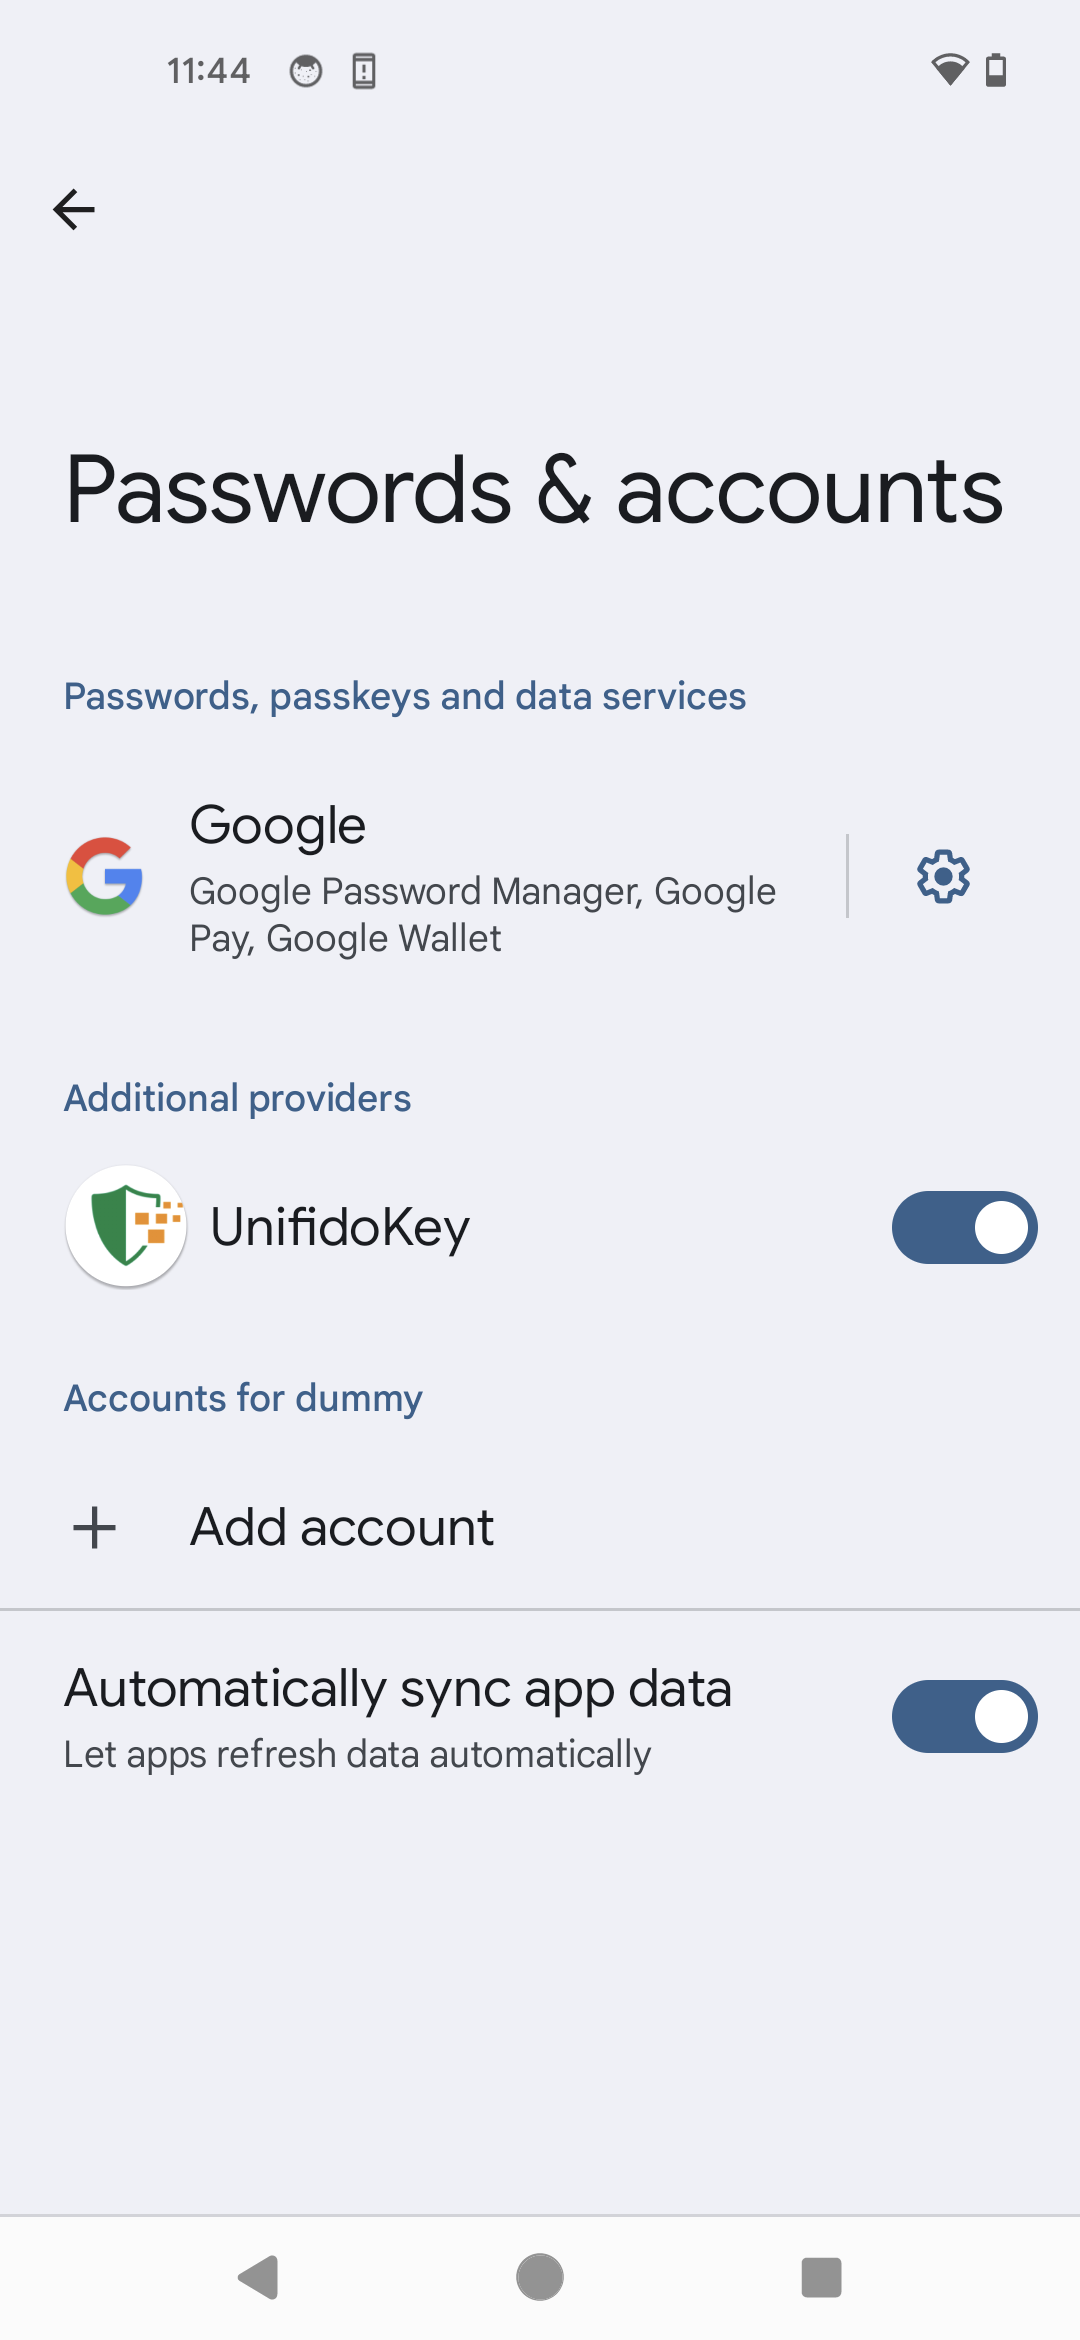 11:44
Passwords & accounts
Passwords, passkeys and data services
Google
Google Password Manager, Google
Pay, Google Wallet
Additional providers
UnifidoKey
Accounts for dummy
Add account
Automatically sync app data
Let apps refresh data automatically